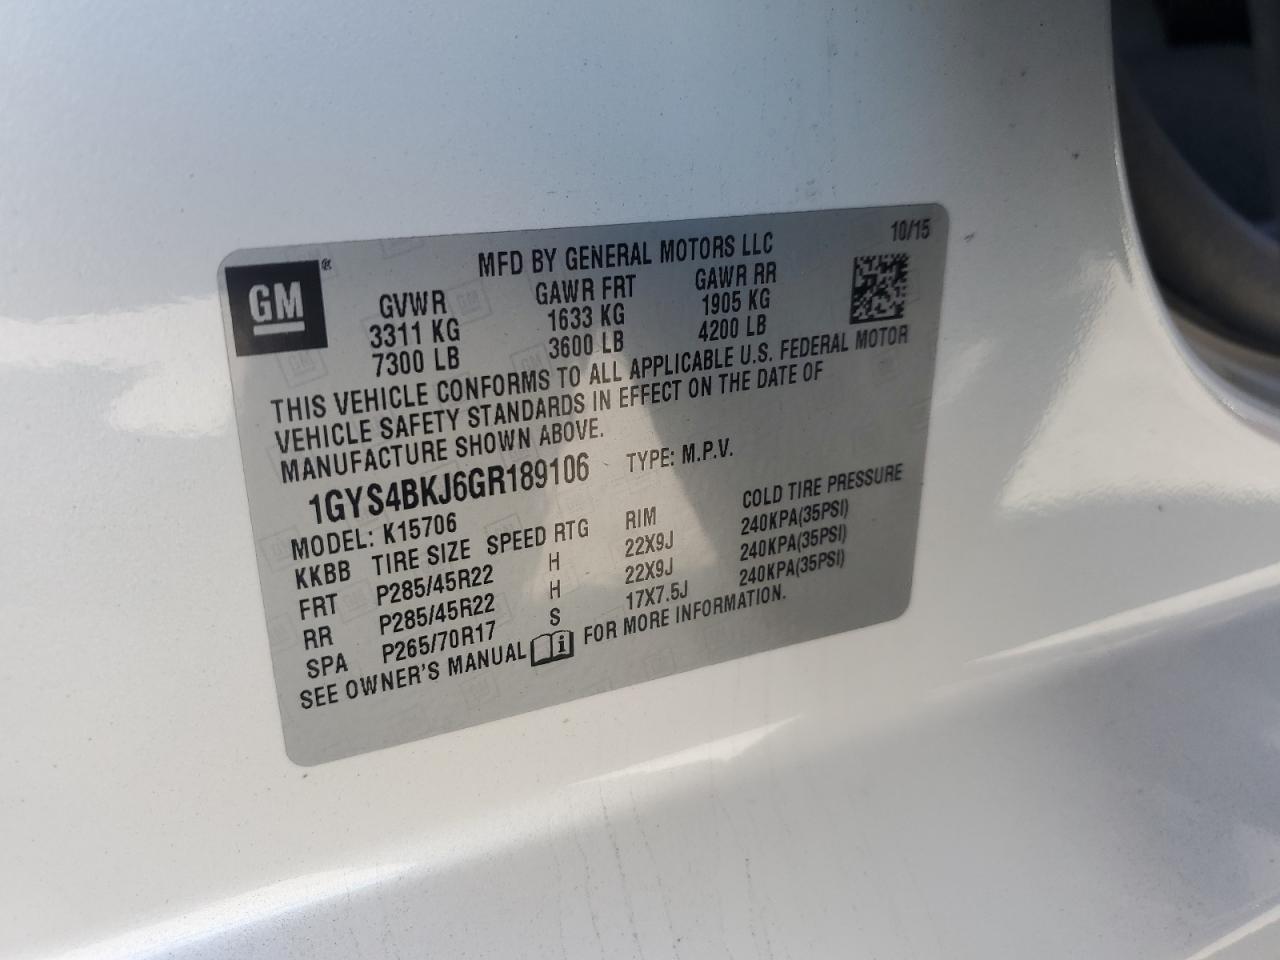 GM®
MFD BY GENERAL MOTORS LLC
10/15
GVWR GAWR FRT GAWR RR
3311 KG 1633 KG 1905 KG
7300 LB 3600 LB 4200 LB
THIS VEHICLE CONFORMS TO ALL APPLICABLE U.S. FEDERAL MOTOR
VEHICLE SAFETY STANDARDS IN EFFECT ON THE DATE OF
MANUFACTURE SHOWN ABOVE.
1GYS4BKJ6GR189106 TYPE: M.P.V.
MODEL: K15706
KKBB TIRE SIZE SPEED RTG RIM COLD TIRE PRESSURE
FRT P285/45R22 H 22X9J 240KPA(35PSI)
RR P285/45R22 H 22X9J 240KPA(35PSI)
SPA P265/70R17 S 17X7.5J 240KPA(35PSI)
SEE OWNER'S MANUAL i FOR MORE INFORMATION.